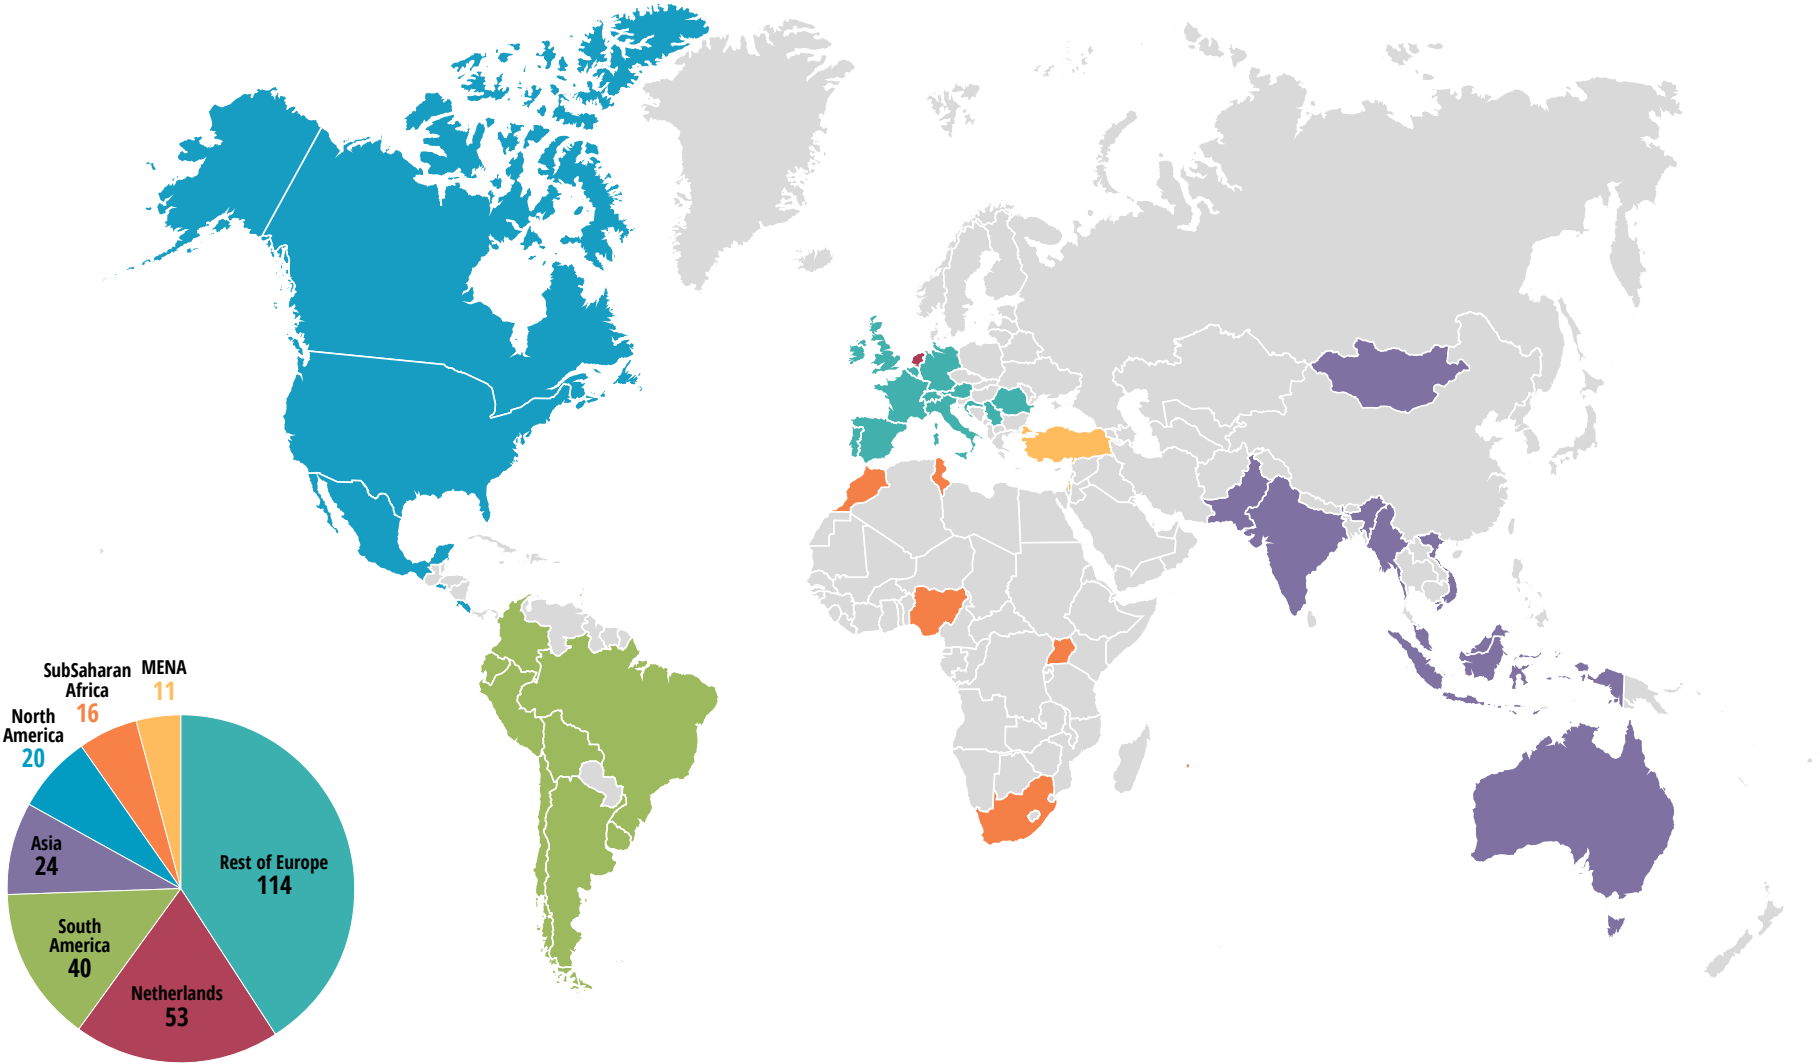 SubSaharan
Africa
16
MENA
11
North
America
20
Asia
24
Rest of Europe
114
South
America
40
Netherlands
53